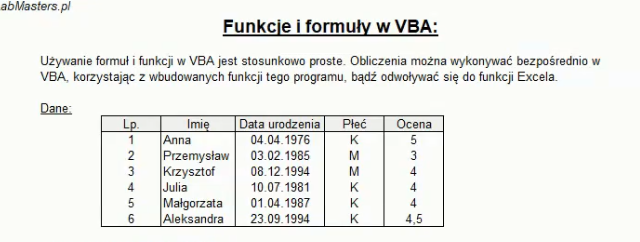 abMasters.pl
Funkcje i formuły w VBA:
Używanie formuł i funkcji w VBA jest stosunkowo proste. Obliczenia można wykonywać bezpośrednio w
VBA, korzystając z wbudowanych funkcji tego programu, bądź odwoływać się do funkcji Excela.
Dane:
Lp. Imię Data urodzenia Płeć Ocena
1 Anna 04.04.1976 K 5
2 Przemysław 03.02.1985 M 3
3 Krzysztof 08.12.1994 M 4
4 Julia 10.07.1981 K 4
5 Małgorzata 01.04.1987 K 4
6 Aleksandra 23.09.1994 K 4,5